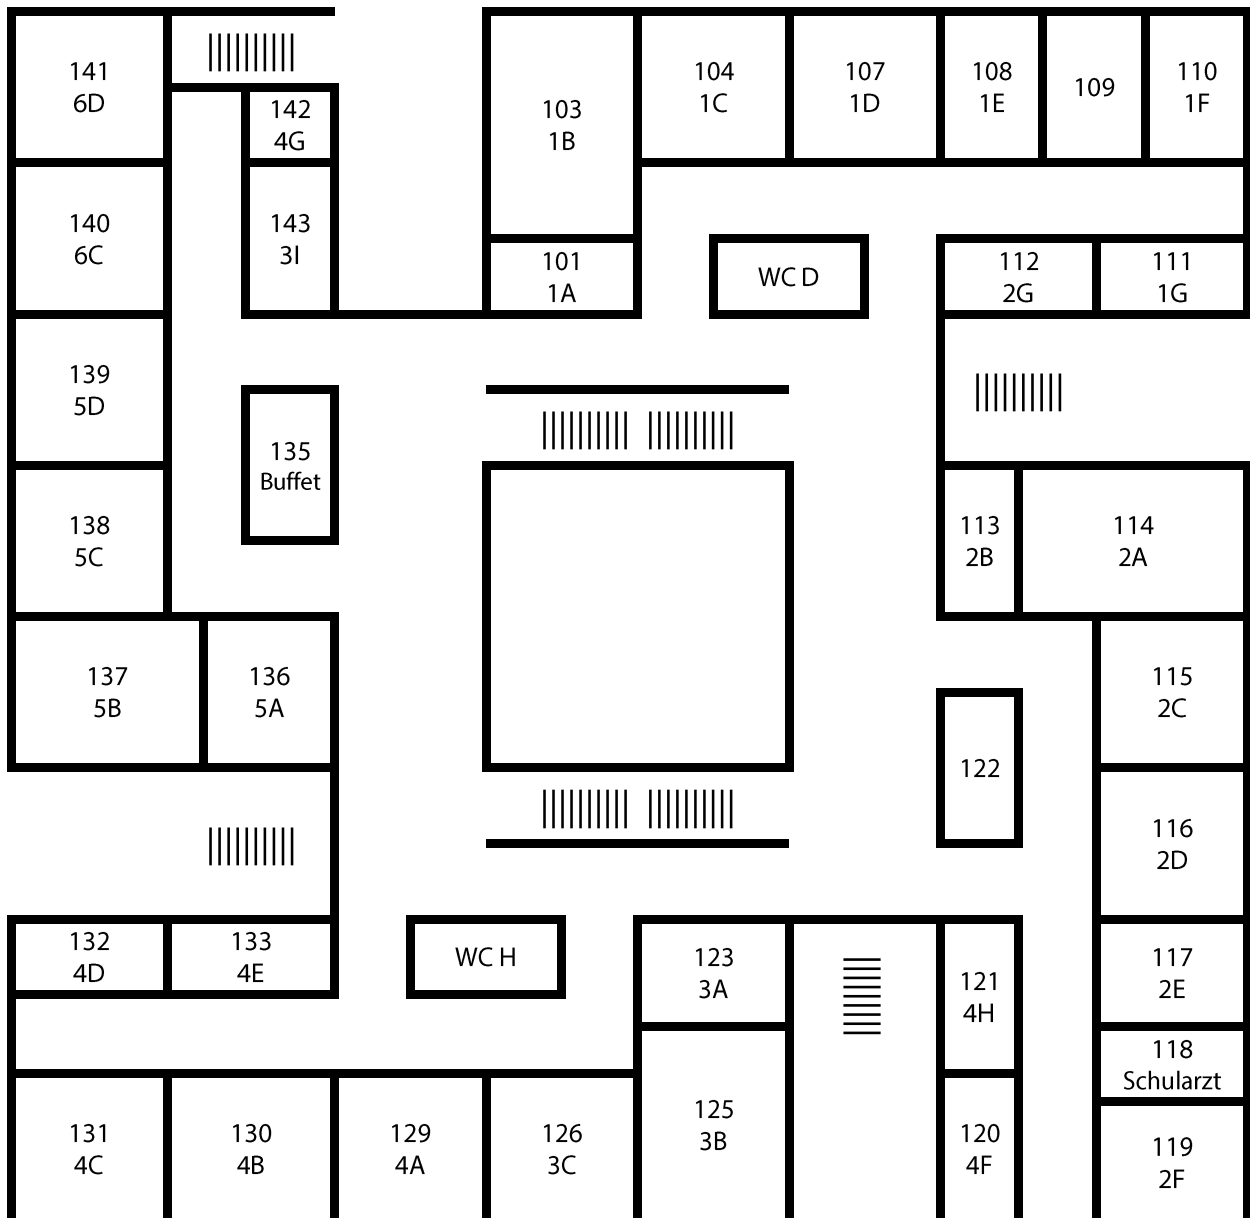 141
6D
142
4G
103
1B
104
1C
107
1D
108
1E
109
110
1F
140
6C
143
3I
101
1A
WC D
112
2G
111
1G
139
5D
135
Buffet
138
5C
113
2B
114
2A
137
5B
136
5A
115
2C
122
116
2D
132
4D
133
4E
WC H
123
3A
121
4H
117
2E
118
Schularzt
131
4C
130
4B
129
4A
126
3C
125
3B
120
4F
119
2F